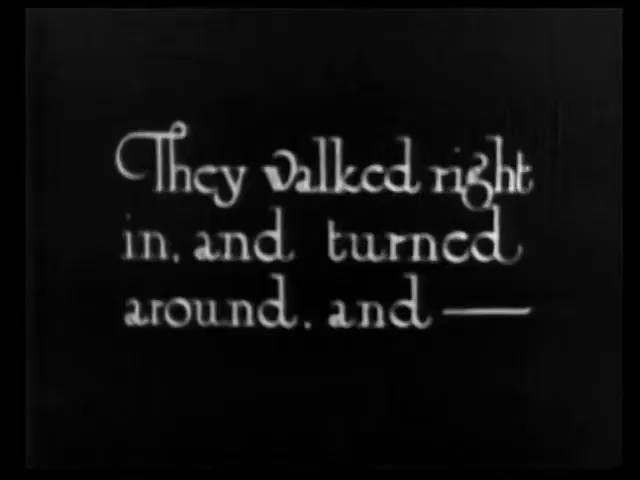 They walked right
in, and turned
around, and —